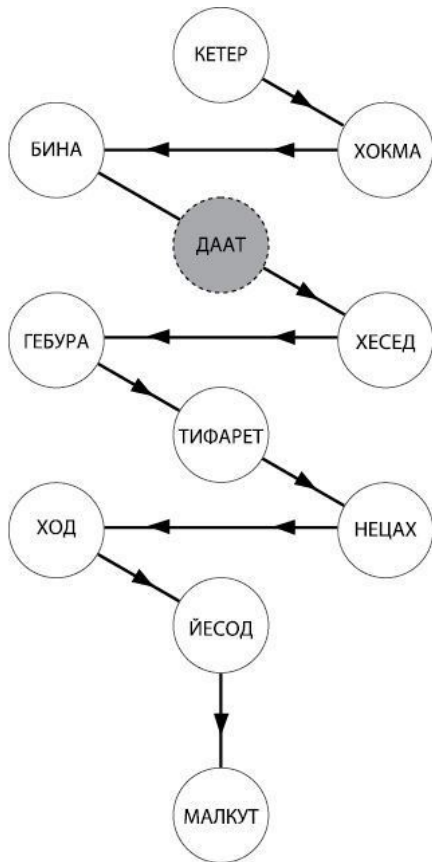 КЕТЕР
БИНА
ХОКМА
ДААТ
ГЕБУРА
ХЕСЕД
ТИФАРЕТ
ХОД
НЕЦАХ
ЙЕСОД
МАЛКУТ